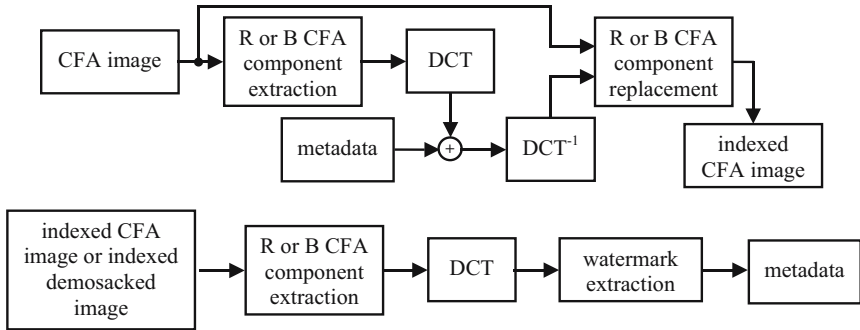 CFA image
R or B CFA
component
extraction
DCT
R or B CFA
component
replacement
metadata
+
DCT-1
indexed
CFA image
indexed CFA
image or indexed
demosacked
image
R or B CFA
component
extraction
DCT
watermark
extraction
metadata